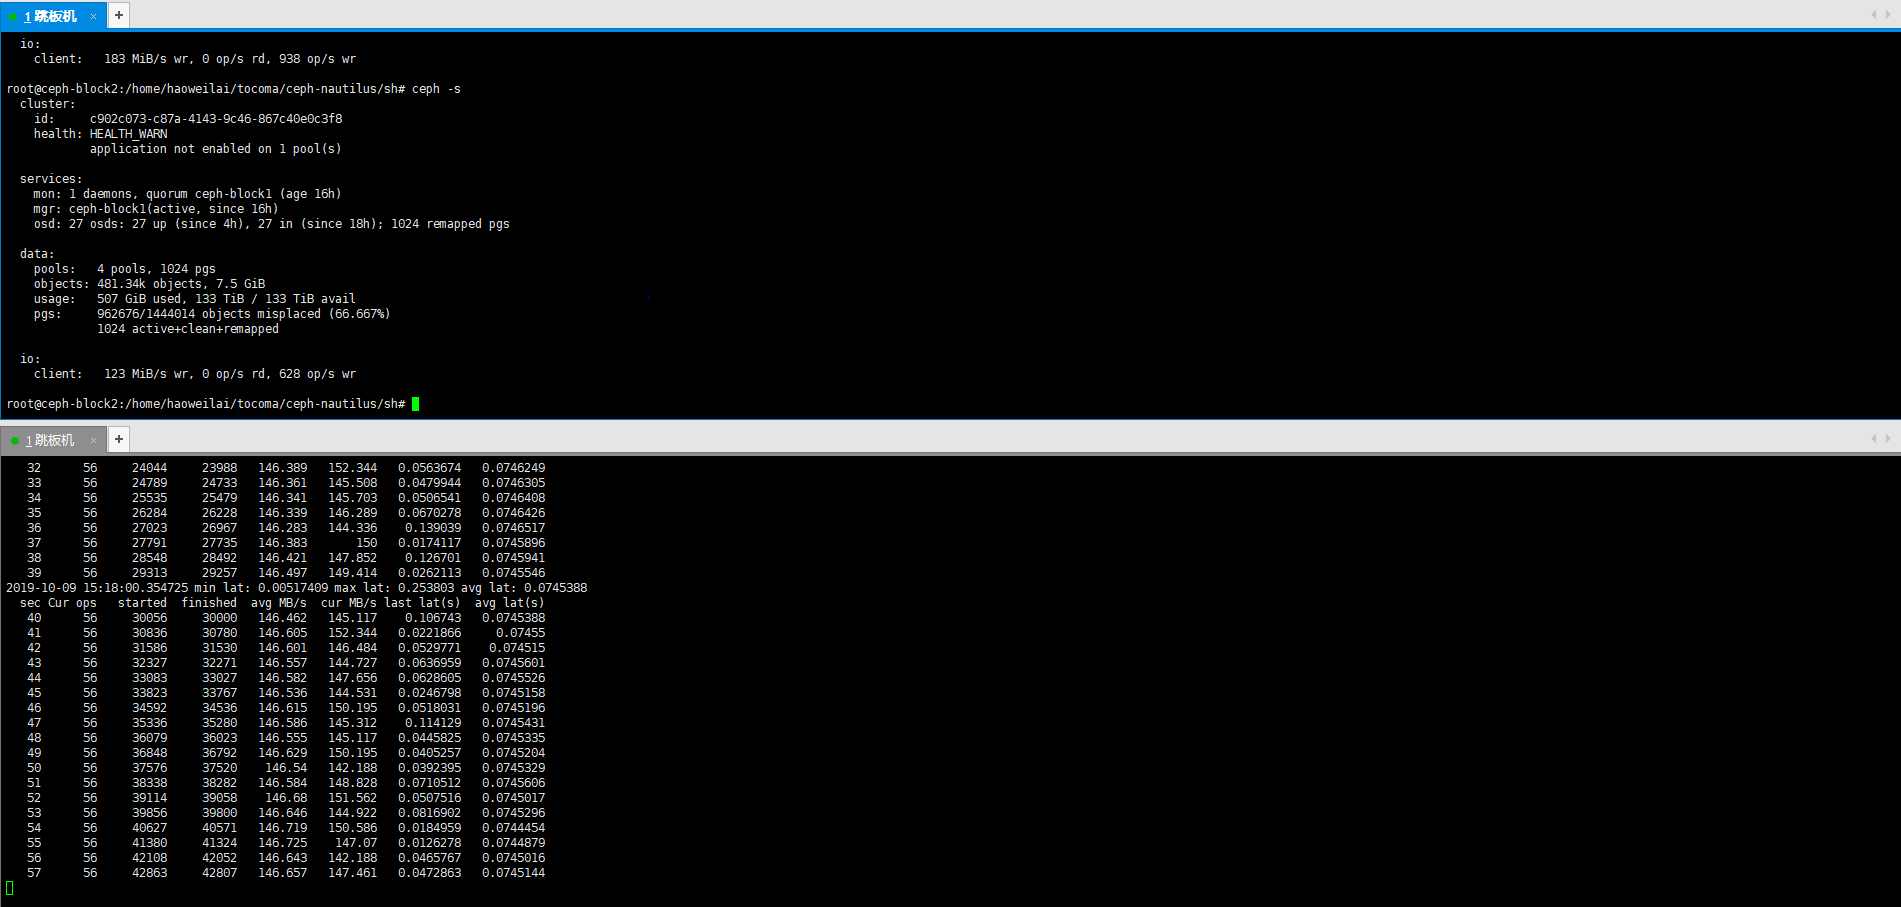 1 跳板机 × +
io:
client: 183 MiB/s wr, 0 op/s rd, 938 op/s wr
root@ceph-block2:/home/haoweilai/tocoma/ceph-nautilus/sh# ceph -s
cluster:
id: c902c073-c87a-4143-9c46-867c40e0c3f8
health: HEALTH_WARN
application not enabled on 1 pool(s)
services:
mon: 1 daemons, quorum ceph-block1 (age 16h)
mgr: ceph-block1(active, since 16h)
osd: 27 osds: 27 up (since 4h), 27 in (since 18h); 1024 remapped pgs
data:
pools: 4 pools, 1024 pgs
objects: 481.34k objects, 7.5 GiB
usage: 507 GiB used, 133 TiB / 133 TiB avail
pgs: 962676/1444014 objects misplaced (66.667%)
1024 active+clean+remapped
io:
client: 123 MiB/s wr, 0 op/s rd, 628 op/s wr
root@ceph-block2:/home/haoweilai/tocoma/ceph-nautilus/sh#
1 跳板机 × +
32 56 24044 23988 146.389 152.344 0.0563674 0.0746249
33 56 24789 24733 146.361 145.508 0.0479944 0.0746305
34 56 25535 25479 146.341 145.703 0.0506541 0.0746408
35 56 26284 26228 146.339 146.289 0.0670278 0.0746426
36 56 27023 26967 146.283 144.336 0.139039 0.0746517
37 56 27791 27735 146.383 150 0.0174117 0.0745896
38 56 28548 28492 146.421 147.852 0.126701 0.0745941
39 56 29313 29257 146.497 149.414 0.0262113 0.0745546
2019-10-09 15:18:00.354725 min lat: 0.00517409 max lat: 0.253803 avg lat: 0.0745388
sec Cur ops started finished avg MB/s cur MB/s last lat(s) avg lat(s)
40 56 30056 30000 146.462 145.117 0.106743 0.0745388
41 56 30836 30780 146.605 152.344 0.0221866 0.07455
42 56 31586 31530 146.601 146.484 0.0529771 0.074515
43 56 32327 32271 146.557 144.727 0.0636959 0.0745601
44 56 33083 33027 146.582 147.656 0.0628605 0.0745526
45 56 33823 33767 146.536 144.531 0.0246798 0.0745158
46 56 34592 34536 146.615 150.195 0.0518031 0.0745196
47 56 35336 35280 146.586 145.312 0.114129 0.0745431
48 56 36079 36023 146.555 145.117 0.0445825 0.0745335
49 56 36848 36792 146.629 150.195 0.0405257 0.0745204
50 56 37576 37520 146.54 142.188 0.0392395 0.0745329
51 56 38338 38282 146.584 148.828 0.0710512 0.0745606
52 56 39114 39058 146.68 151.562 0.0507516 0.0745017
53 56 39856 39800 146.646 144.922 0.0816902 0.0745296
54 56 40627 40571 146.719 150.586 0.0184959 0.0744454
55 56 41380 41324 146.725 147.07 0.0126278 0.0744879
56 56 42108 42052 146.643 142.188 0.0465767 0.0745016
57 56 42863 42807 146.657 147.461 0.0472863 0.0745144